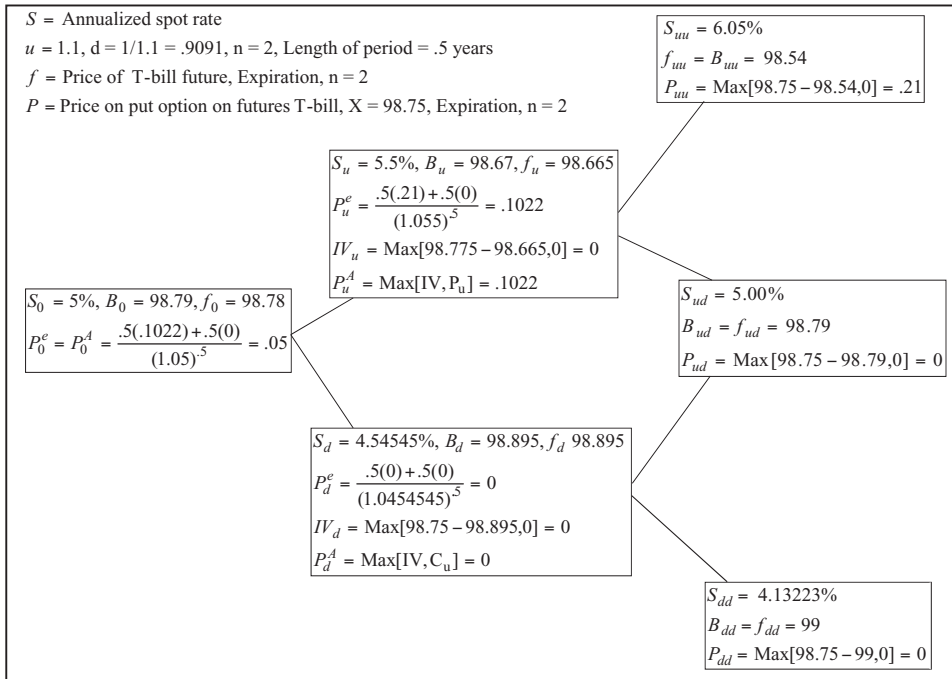 S = Annualized spot rate
u = 1.1, d = 1/1.1 = .9091, n = 2, Length of period = .5 years
f = Price of T-bill future, Expiration, n = 2
P = Price on put option on futures T-bill, X = 98.75, Expiration, n = 2
S_uu = 6.05%
f_uu = B_uu = 98.54
P_uu = Max[98.75 − 98.54,0] = .21
S_u = 5.5%, B_u = 98.67, f_u = 98.665
P_u^e = (.5(.21) + .5(0))/(1.055)^.5 = .1022
IV_u = Max[98.775 − 98.665,0] = 0
P_u^A = Max[IV, P_u] = .1022
S_0 = 5%, B_0 = 98.79, f_0 = 98.78
P_0^e = P_0^A = (.5(.1022) + .5(0))/(1.05)^.5 = .05
S_ud = 5.00%
B_ud = f_ud = 98.79
P_ud = Max[98.75 − 98.79,0] = 0
S_d = 4.54545%, B_d = 98.895, f_d 98.895
P_d^e = (.5(0) + .5(0))/(1.0454545)^.5 = 0
IV_d = Max[98.75 − 98.895,0] = 0
P_d^A = Max[IV, C_u] = 0
S_dd = 4.13223%
B_dd = f_dd = 99
P_dd = Max[98.75 − 99,0] = 0